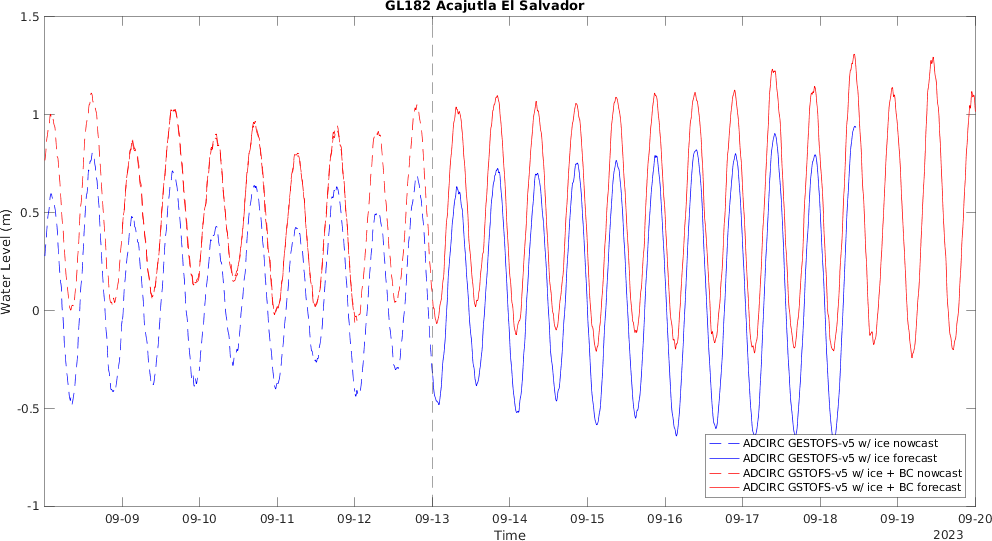 GL182 Acajutla El Salvador
Water Level (m)
1.5
1
0.5
0
-0.5
-1
ADCIRC GESTOFS-v5 w/ ice nowcast
ADCIRC GESTOFS-v5 w/ ice forecast
ADCIRC GSTOFS-v5 w/ ice + BC nowcast
ADCIRC GSTOFS-v5 w/ ice + BC forecast
09-09 09-10 09-11 09-12 09-13 09-14 09-15 09-16 09-17 09-18 09-19 09-20
Time
2023